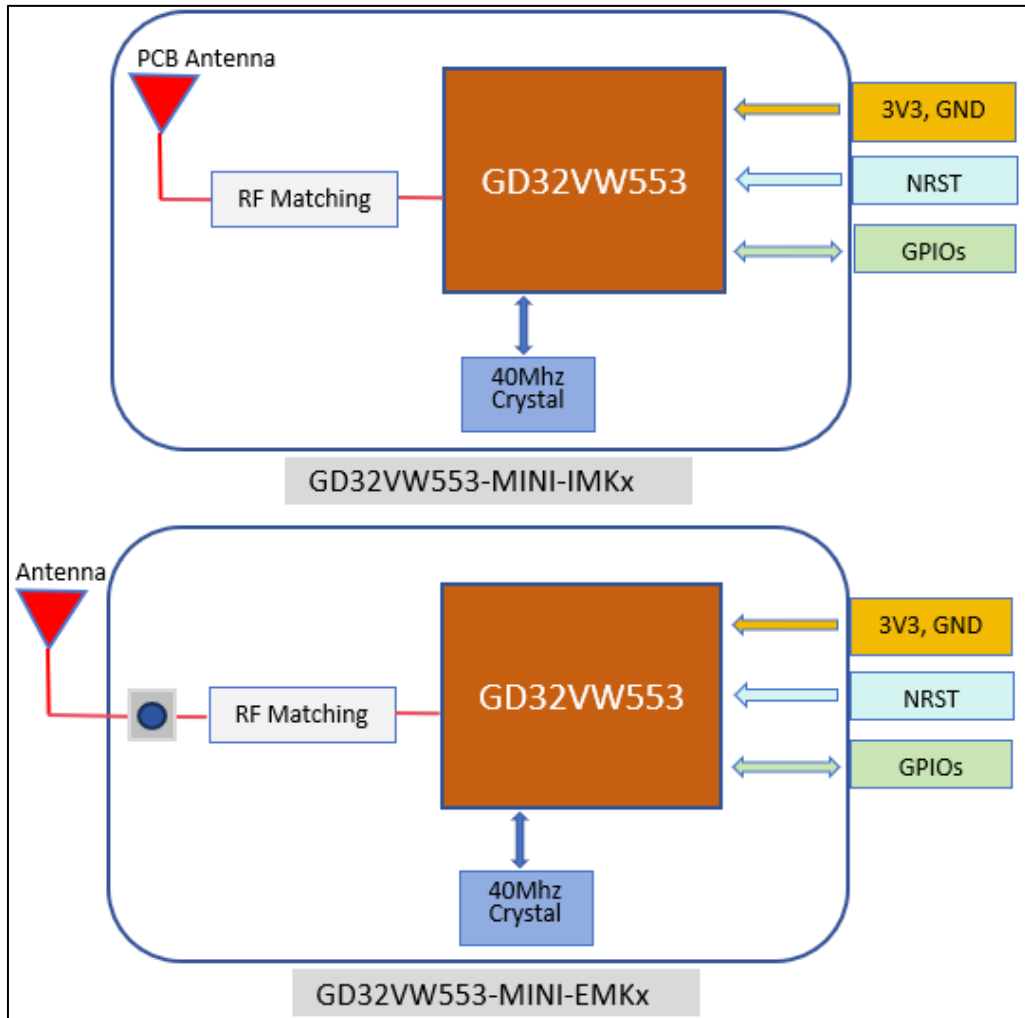 PCB Antenna
GD32VW553
RF Matching
3V3, GND
NRST
GPIOs
40Mhz
Crystal
GD32VW553-MINI-IMKx
Antenna
GD32VW553
RF Matching
3V3, GND
NRST
GPIOs
40Mhz
Crystal
GD32VW553-MINI-EMKx